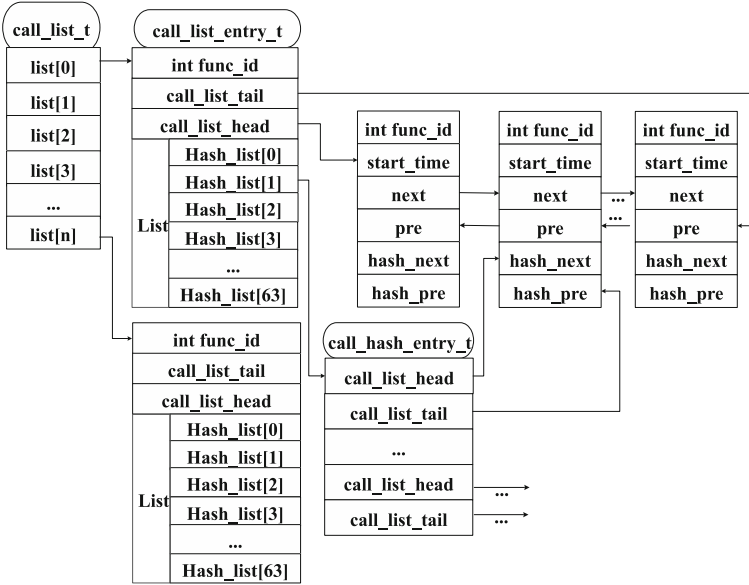 call_list_t
list[0]
list[1]
list[2]
list[3]
...
list[n]
call_list_entry_t
int func_id
call_list_tail
call_list_head
List
Hash_list[0]
Hash_list[1]
Hash_list[2]
Hash_list[3]
...
Hash_list[63]
int func_id
start_time
next
pre
hash_next
hash_pre
int func_id
start_time
next
pre
hash_next
hash_pre
...
...
int func_id
start_time
next
pre
hash_next
hash_pre
int func_id
call_list_tail
call_list_head
List
Hash_list[0]
Hash_list[1]
Hash_list[2]
Hash_list[3]
...
Hash_list[63]
call_hash_entry_t
call_list_head
call_list_tail
...
call_list_head
call_list_tail
...
...